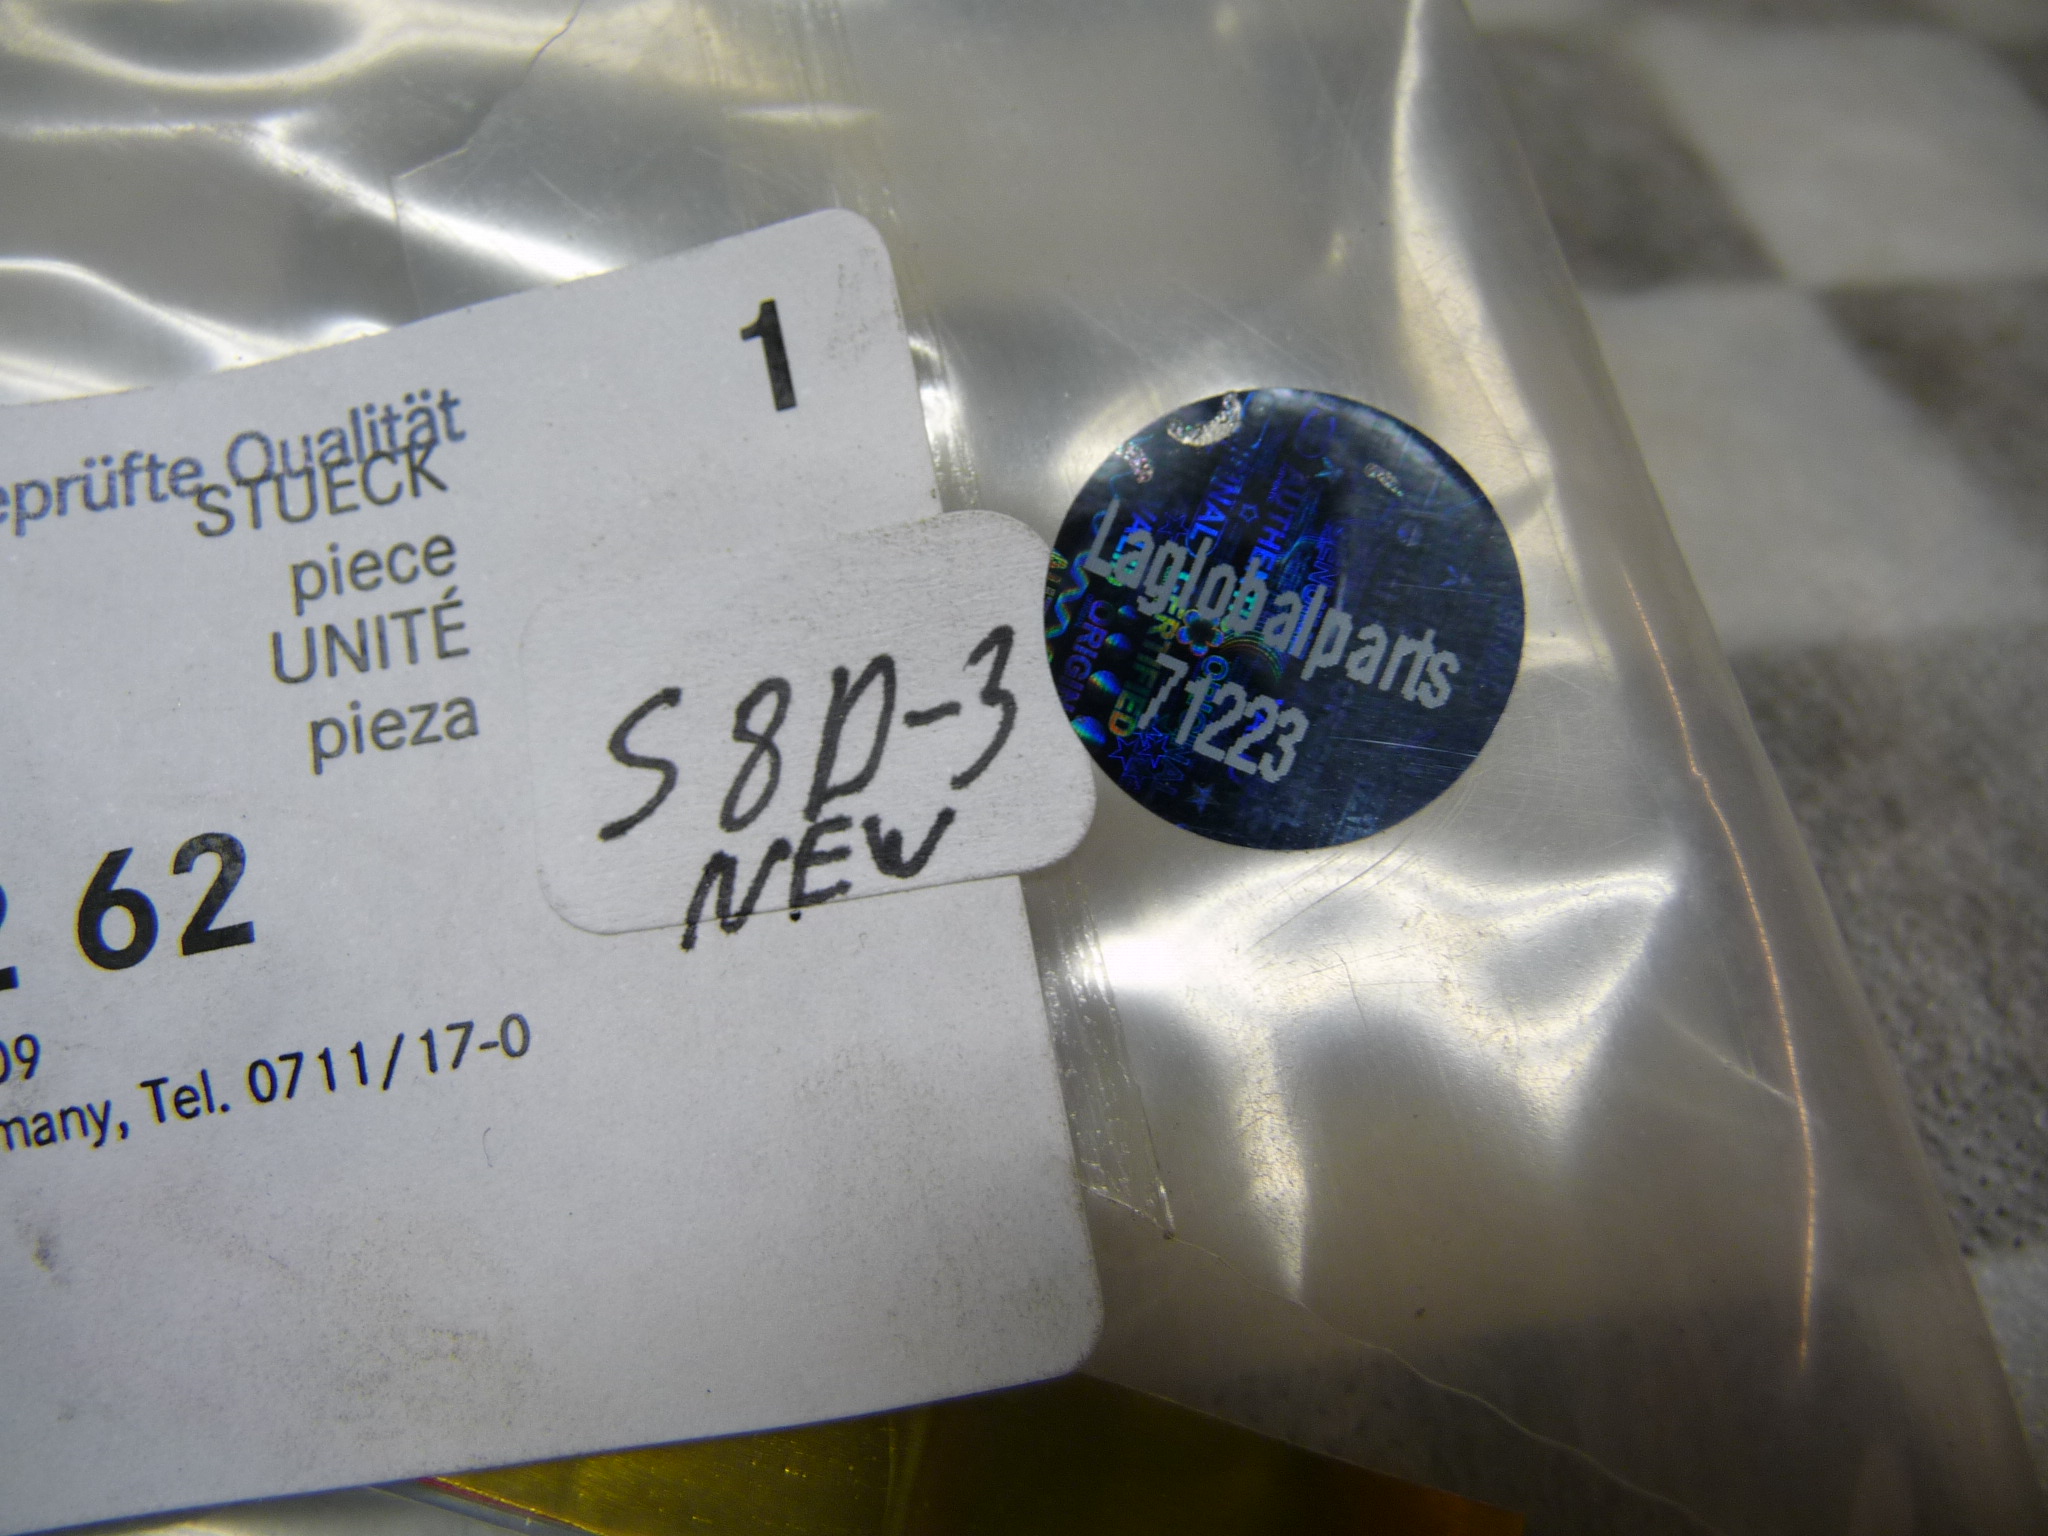 1
eprüfte Qualität
STUECK
piece
UNITÉ
pieza
S8D-3
NEW
2 62
09
many, Tel. 0711/17-0
Laglobalparts
71223